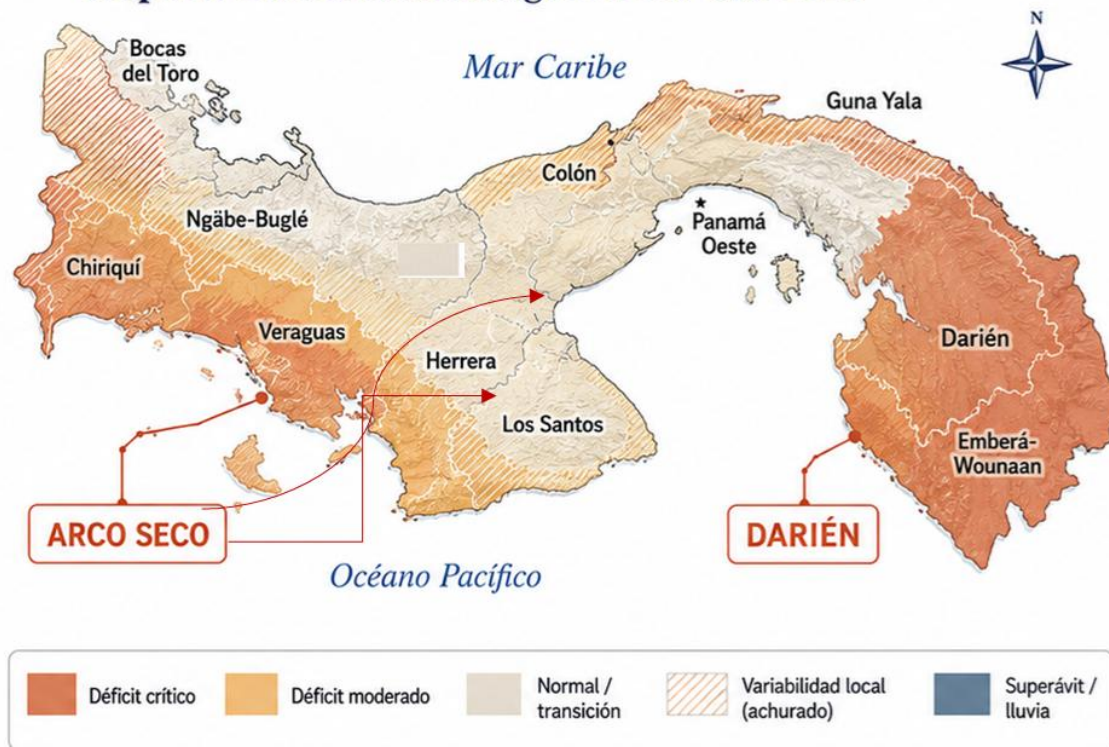 Mar Caribe
N
Bocas
del Toro
Guna Yala
Colón
Ngäbe-Buglé
Panamá
Oeste
Chiriquí
Veraguas
Herrera
Darién
Los Santos
Emberá-
Wounaan
ARCO SECO
DARIÉN
Océano Pacífico
Déficit crítico
Déficit moderado
Normal /
transición
Variabilidad local
(achurado)
Superávit /
lluvia